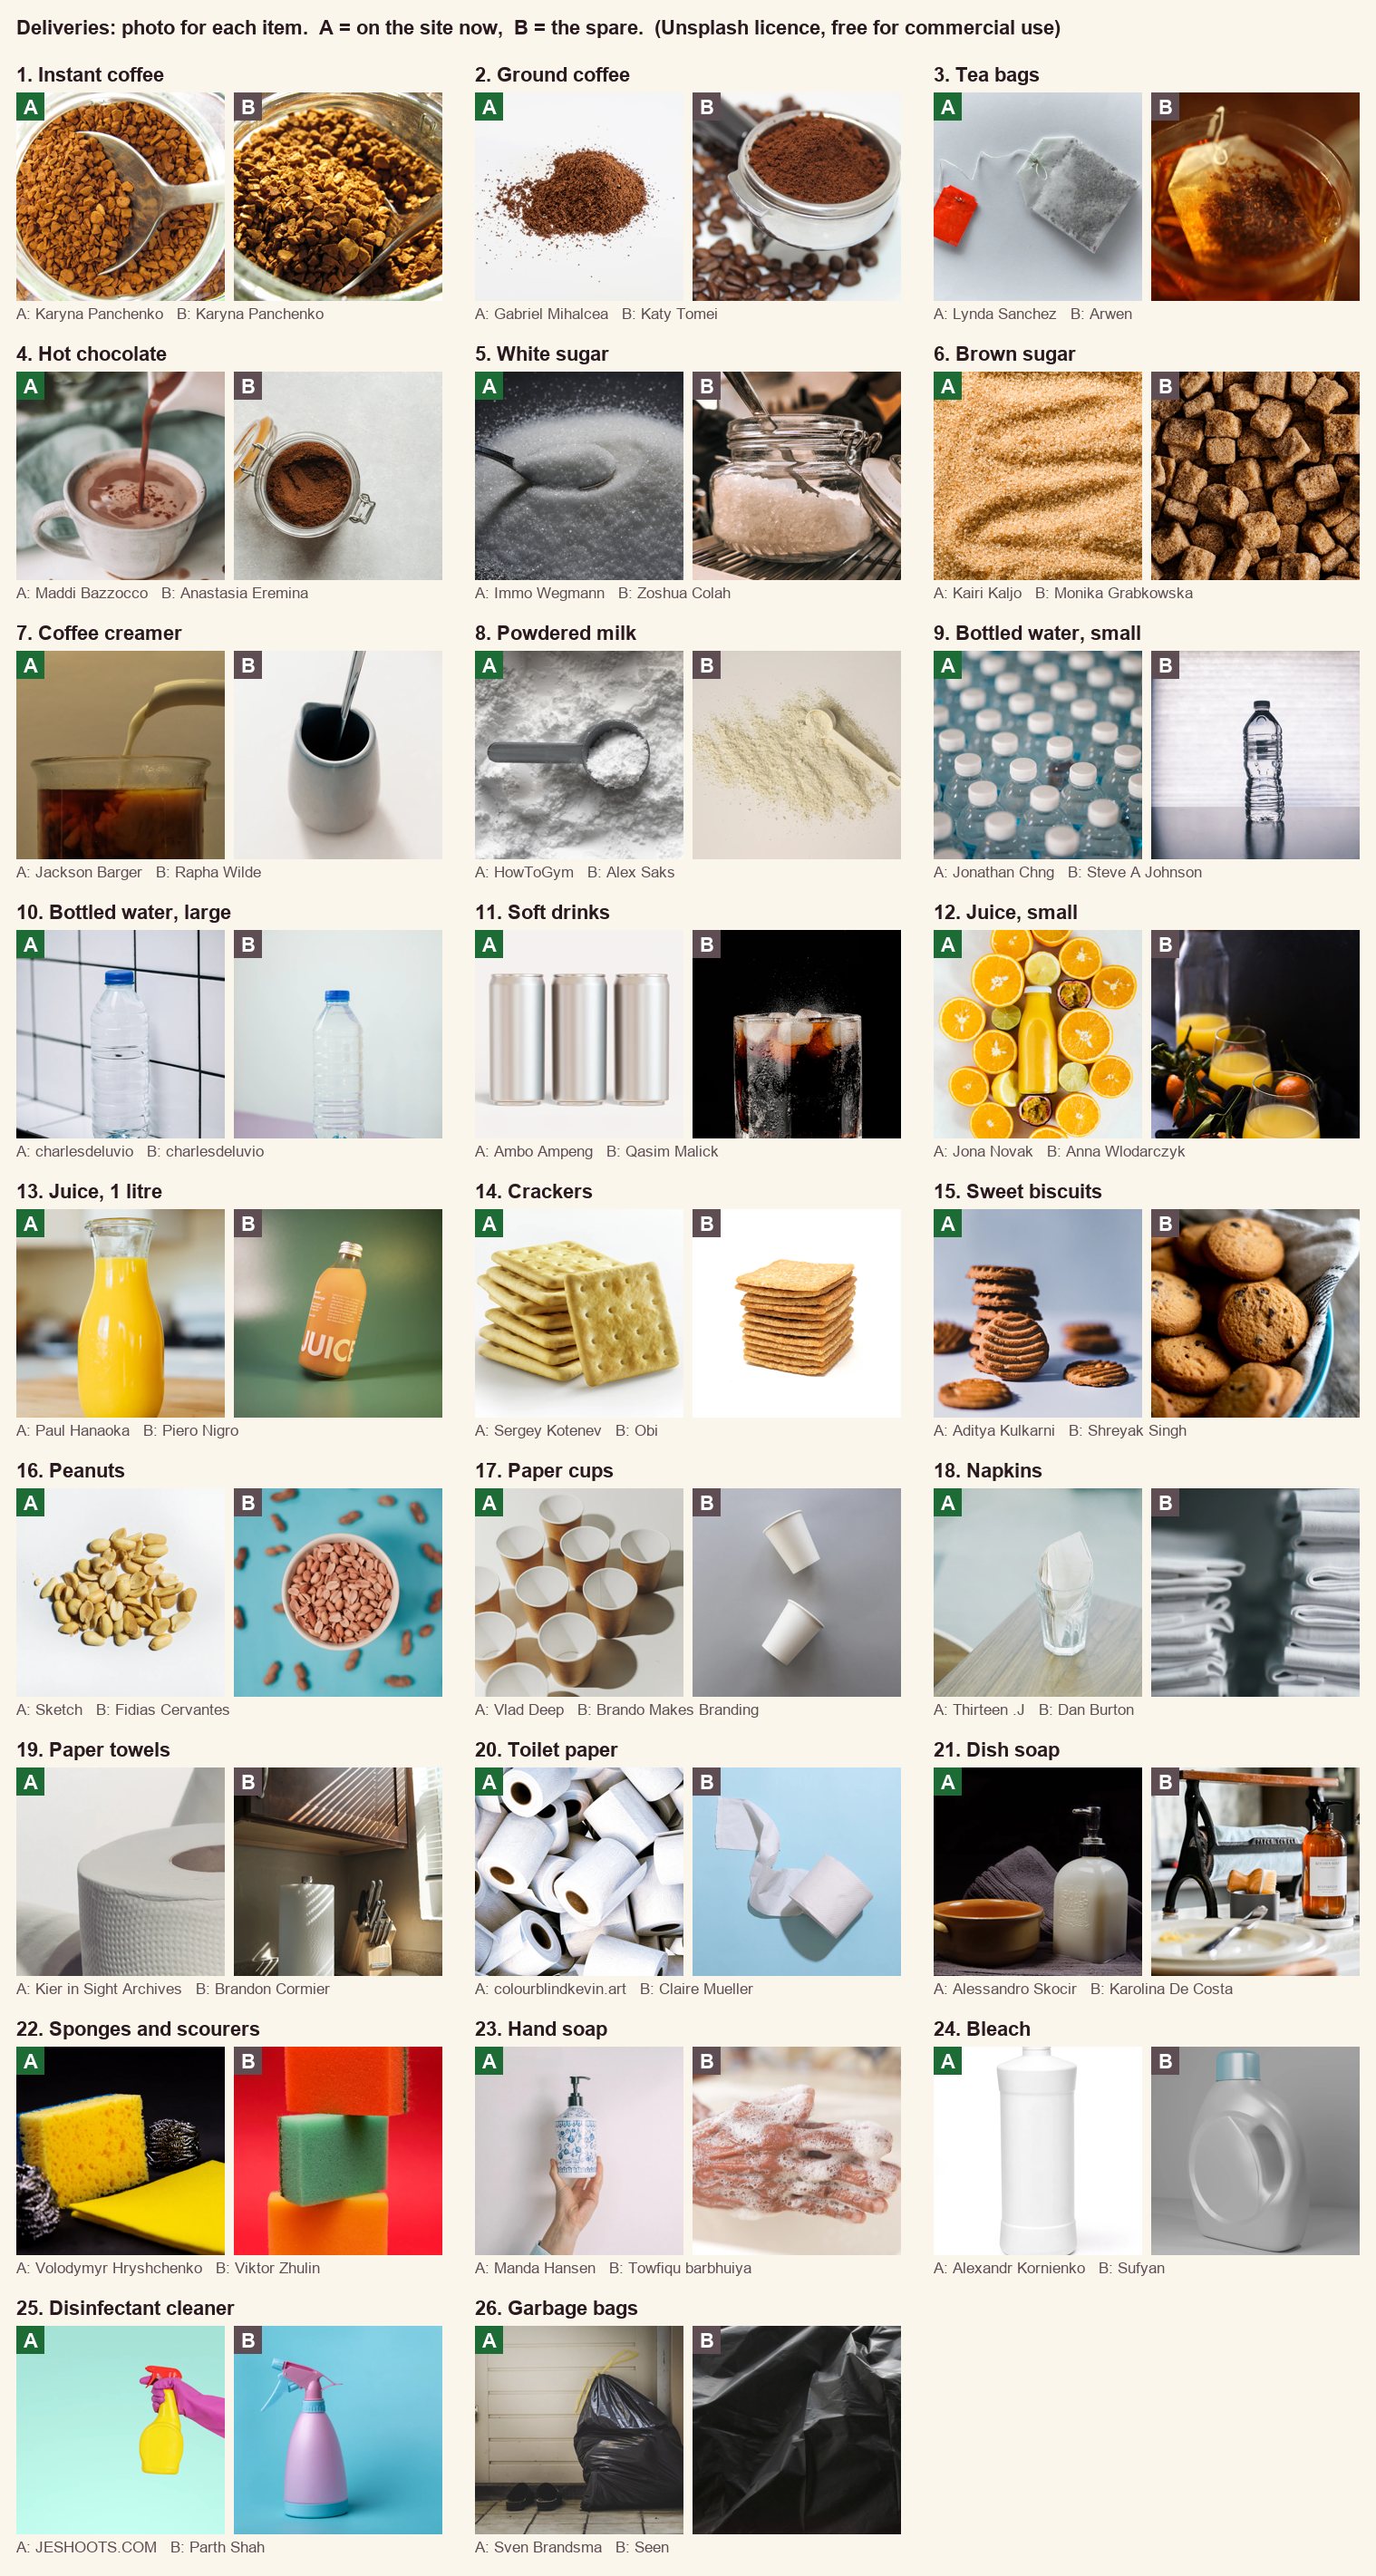 Deliveries: photo for each item.  A = on the site now,  B = the spare.  (Unsplash licence, free for commercial use)
1. Instant coffee
A
B
A: Karyna Panchenko   B: Karyna Panchenko
2. Ground coffee
A
B
A: Gabriel Mihalcea   B: Katy Tomei
3. Tea bags
A
B
A: Lynda Sanchez   B: Arwen
4. Hot chocolate
A
B
A: Maddi Bazzocco   B: Anastasia Eremina
5. White sugar
A
B
A: Immo Wegmann   B: Zoshua Colah
6. Brown sugar
A
B
A: Kairi Kaljo   B: Monika Grabkowska
7. Coffee creamer
A
B
A: Jackson Barger   B: Rapha Wilde
8. Powdered milk
A
B
A: HowToGym   B: Alex Saks
9. Bottled water, small
A
B
A: Jonathan Chng   B: Steve A Johnson
10. Bottled water, large
A
B
A: charlesdeluvio   B: charlesdeluvio
11. Soft drinks
A
B
A: Ambo Ampeng   B: Qasim Malick
12. Juice, small
A
B
A: Jona Novak   B: Anna Wlodarczyk
13. Juice, 1 litre
A
B
JUICE
A: Paul Hanaoka   B: Piero Nigro
14. Crackers
A
B
A: Sergey Kotenev   B: Obi
15. Sweet biscuits
A
B
A: Aditya Kulkarni   B: Shreyak Singh
16. Peanuts
A
B
A: Sketch   B: Fidias Cervantes
17. Paper cups
A
B
A: Vlad Deep   B: Brando Makes Branding
18. Napkins
A
B
A: Thirteen .J   B: Dan Burton
19. Paper towels
A
B
A: Kier in Sight Archives   B: Brandon Cormier
20. Toilet paper
A
B
A: colourblindkevin.art   B: Claire Mueller
21. Dish soap
A
B
A: Alessandro Skocir   B: Karolina De Costa
22. Sponges and scourers
A
B
A: Volodymyr Hryshchenko   B: Viktor Zhulin
23. Hand soap
A
B
A: Manda Hansen   B: Towfiqu barbhuiya
24. Bleach
A
B
A: Alexandr Kornienko   B: Sufyan
25. Disinfectant cleaner
A
B
A: JESHOOTS.COM   B: Parth Shah
26. Garbage bags
A
B
A: Sven Brandsma   B: Seen